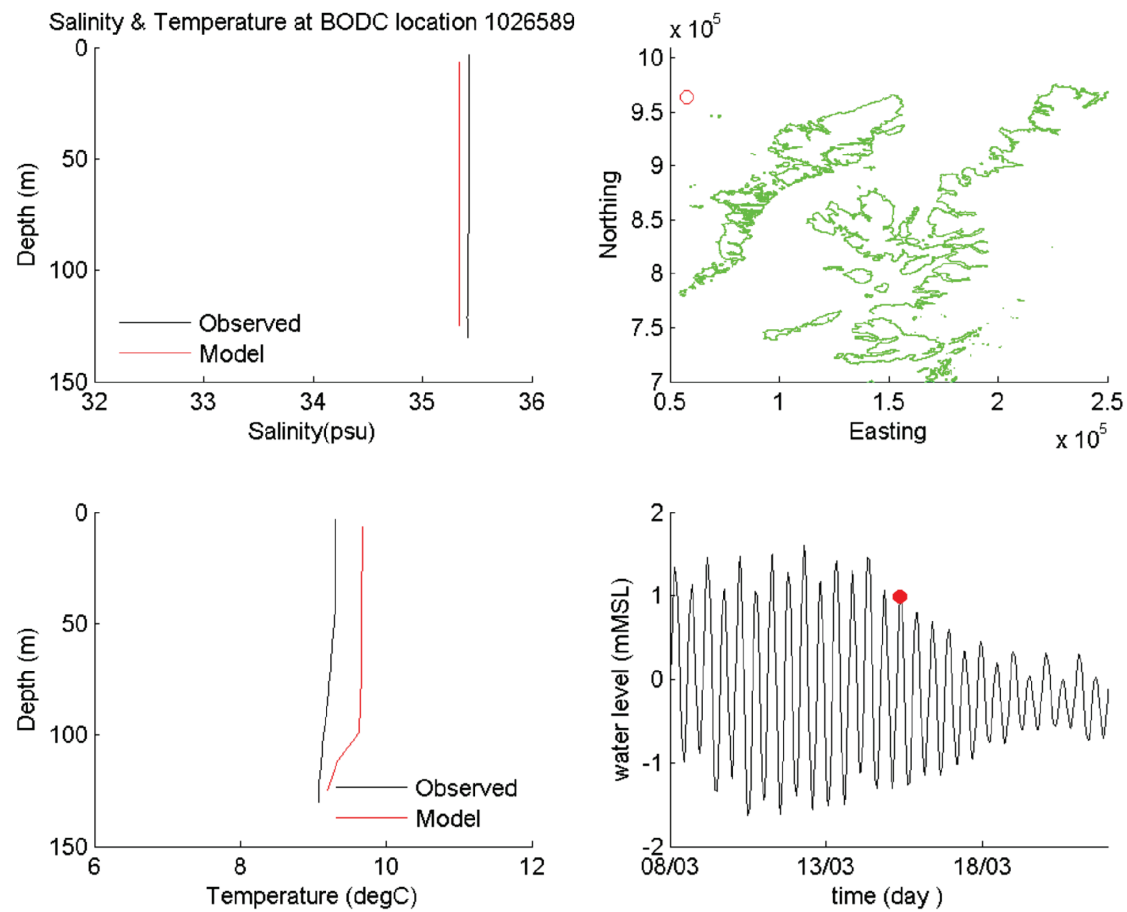 Salinity & Temperature at BODC location 1026589
0
50
100
150
Depth (m)
Observed
Model
32
33
34
35
36
Salinity(psu)
x 10^5
10
9.5
9
8.5
8
7.5
7
Northing
0.5
1
1.5
2
2.5
Easting
x 10^5
0
50
100
150
Depth (m)
Observed
Model
6
8
10
12
Temperature (degC)
2
1
0
-1
-2
water level (mMSL)
08/03
13/03
18/03
time (day )